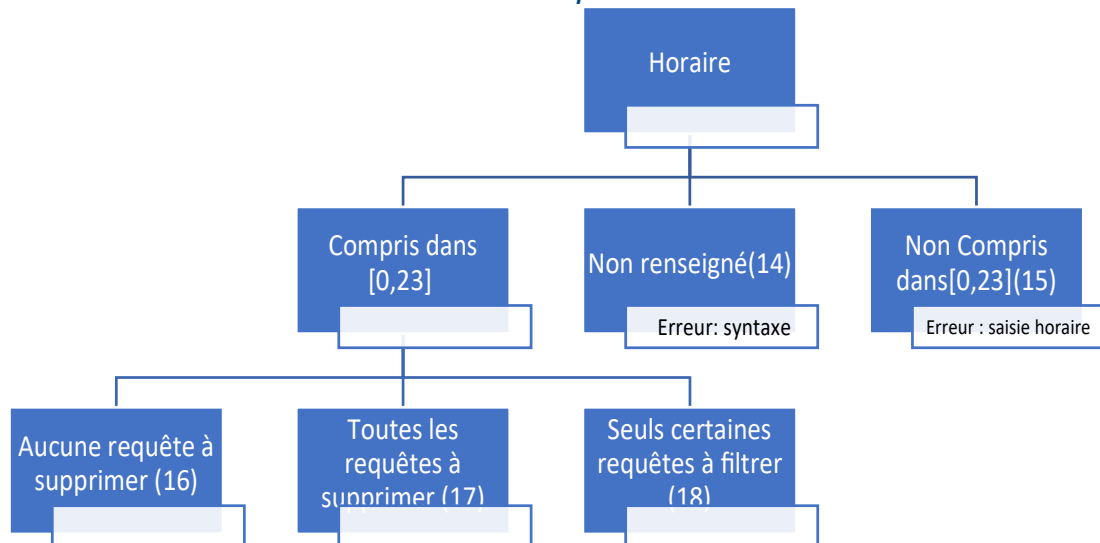 Horaire
Compris dans
[0,23]
Non renseigné(14)
Erreur: syntaxe
Non Compris
dans[0,23](15)
Erreur : saisie horaire
Aucune requête à
supprimer (16)
Toutes les
requêtes à
supprimer (17)
Seuls certaines
requêtes à filtrer
(18)